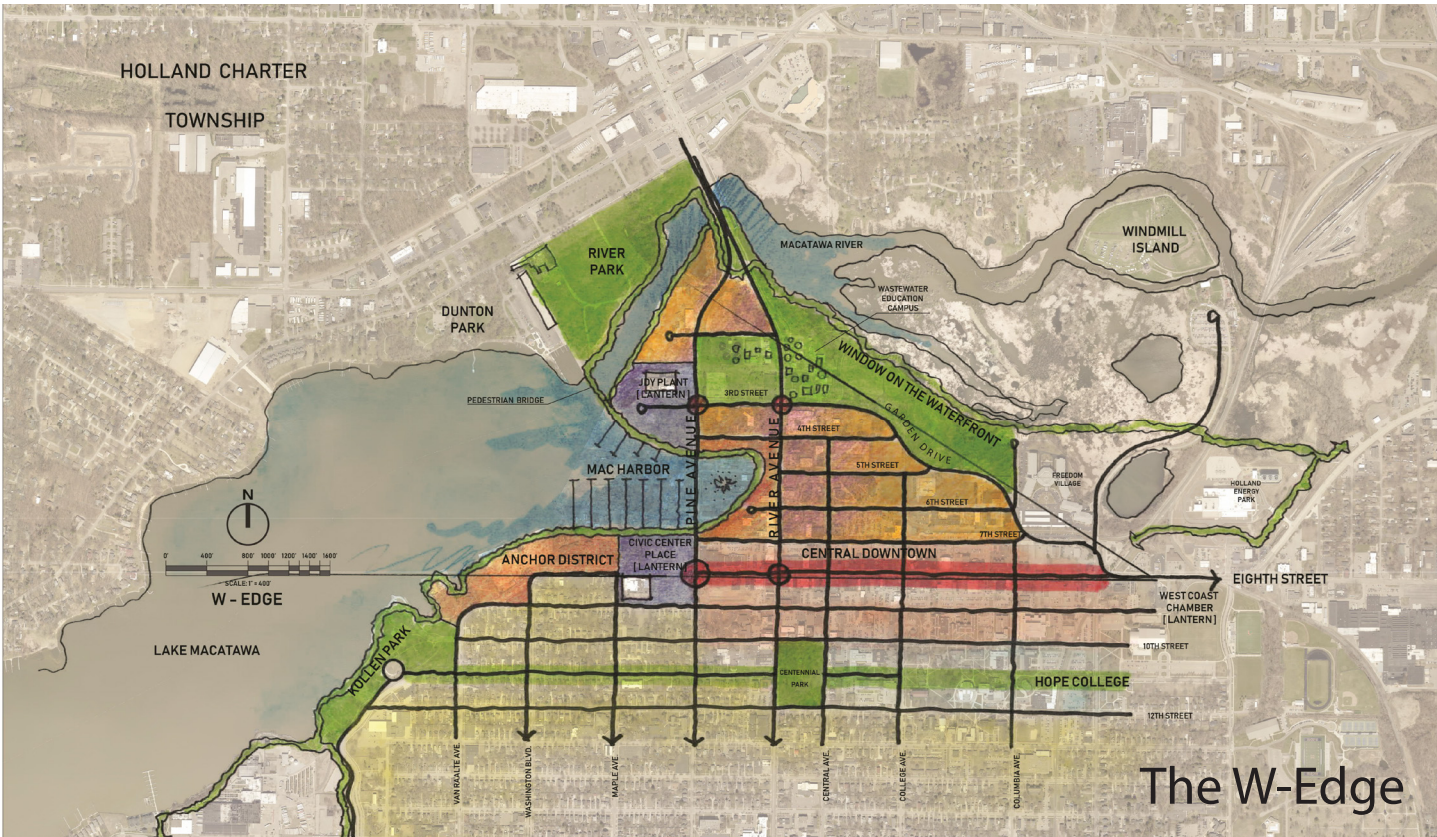 HOLLAND CHARTER
TOWNSHIP
RIVER
PARK
MACATAWA RIVER
WINDMILL
ISLAND
WASTEWATER
EDUCATION
CAMPUS
DUNTON
PARK
WINDOW ON THE WATERFRONT
JDY PLANT
[LANTERN]
3RD STREET
PEDESTRIAN BRIDGE
GARDEN DRIVE
4TH STREET
PINE AVENUE
RIVER AVENUE
5TH STREET
MAC HARBOR
FREEDOM
VILLAGE
HOLLAND
ENERGY
PARK
N
6TH STREET
7TH STREET
0'
400'
800'
1000'
1200'
1400'
1600'
SCALE: 1" = 400'
W - EDGE
ANCHOR DISTRICT
CIVIC CENTER
PLACE
[LANTERN]
CENTRAL DOWNTOWN
EIGHTH STREET
WEST COAST
CHAMBER
[LANTERN]
LAKE MACATAWA
KOLLEN PARK
10TH STREET
CENTENNIAL
PARK
HOPE COLLEGE
12TH STREET
VAN RAALTE AVE.
WASHINGTON BLVD.
MAPLE AVE.
CENTRAL AVE.
COLLEGE AVE.
COLUMBIA AVE.
The W-Edge